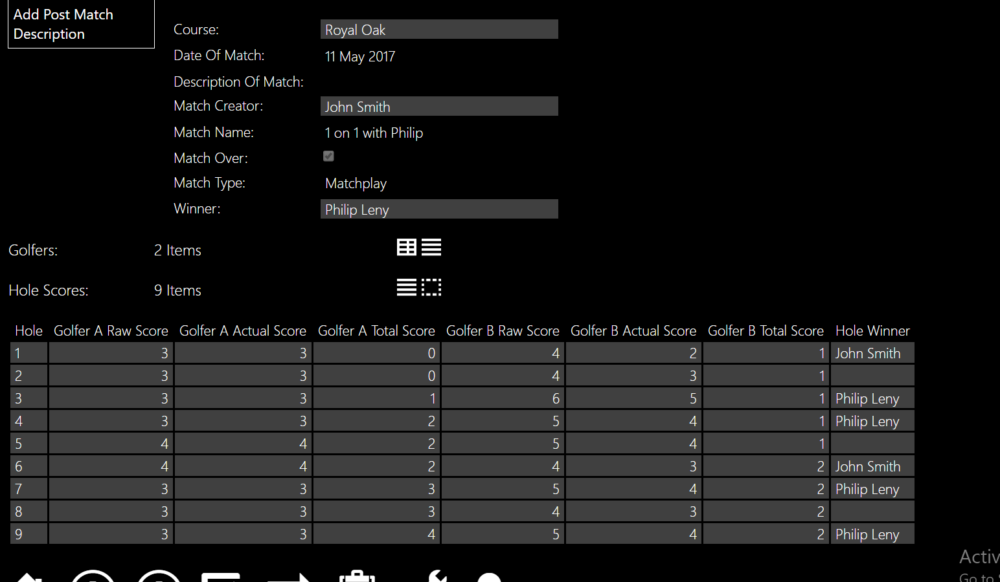 Add Post Match
Description
Course: Royal Oak
Date Of Match: 11 May 2017
Description Of Match:
Match Creator: John Smith
Match Name: 1 on 1 with Philip
Match Over:
Match Type: Matchplay
Winner: Philip Leny
Golfers: 2 Items
Hole Scores: 9 Items
Hole Golfer A Raw Score Golfer A Actual Score Golfer A Total Score Golfer B Raw Score Golfer B Actual Score Golfer B Total Score Hole Winner
1 3 3 0 4 2 1 John Smith
2 3 3 0 4 3 1
3 3 3 1 6 5 1 Philip Leny
4 3 3 2 5 4 1 Philip Leny
5 4 4 2 5 4 1
6 4 4 2 4 3 2 John Smith
7 3 3 3 5 4 2 Philip Leny
8 3 3 3 4 3 2
9 3 3 4 5 4 2 Philip Leny
Activ
Go to